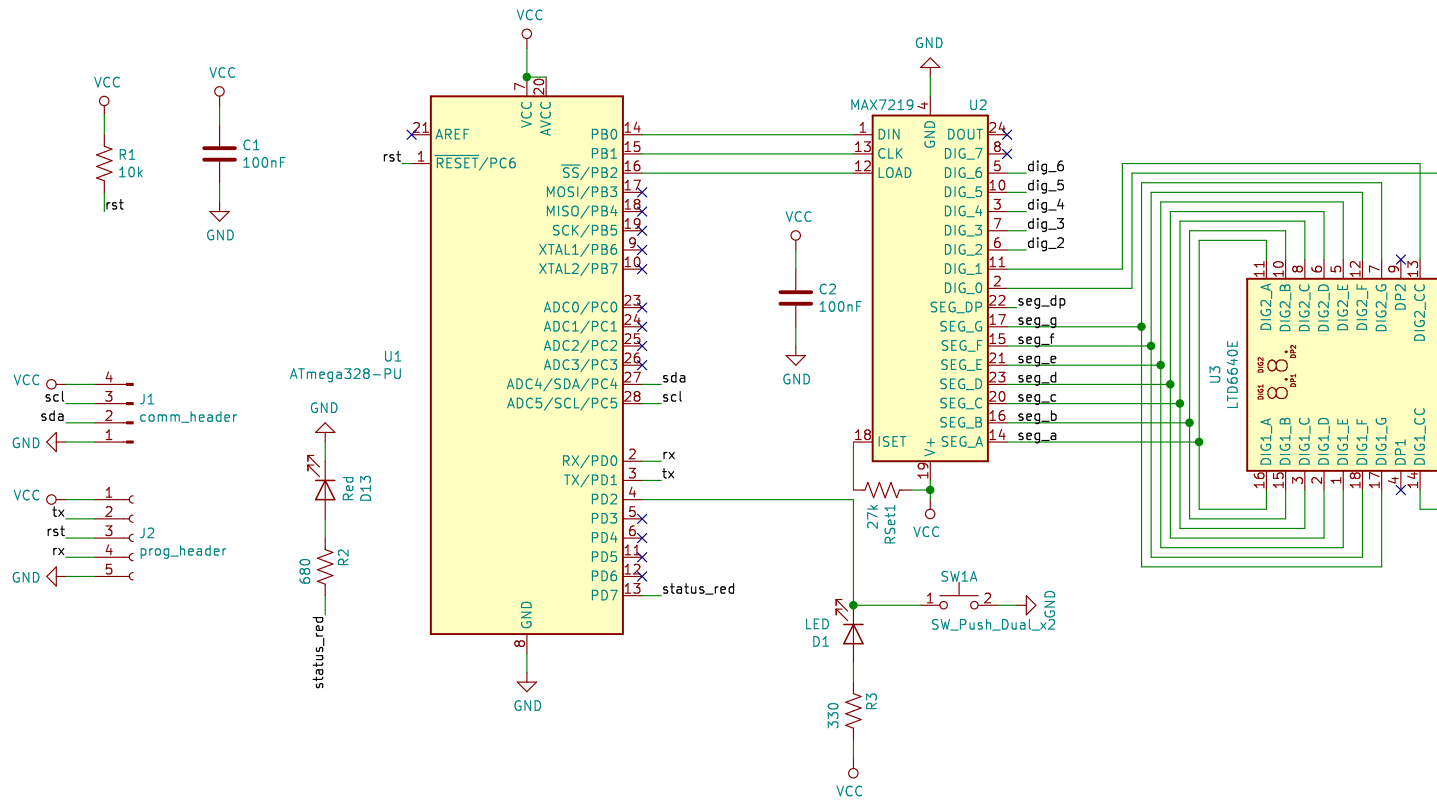 VCC
R1
10k
rst
VCC
C1
100nF
GND
VCC
7
20
VCC
AVCC
21
AREF
rst
1
RESET/PC6
U1
ATmega328-PU
PB0
14
PB1
15
SS/PB2
16
MOSI/PB3
17
MISO/PB4
18
SCK/PB5
19
XTAL1/PB6
9
XTAL2/PB7
10
ADC0/PC0
23
ADC1/PC1
24
ADC2/PC2
25
ADC3/PC3
26
ADC4/SDA/PC4
27
sda
ADC5/SCL/PC5
28
scl
RX/PD0
2
rx
TX/PD1
3
tx
PD2
4
PD3
5
PD4
6
PD5
11
PD6
12
PD7
13
status_red
GND
8
GND
VCC
4
scl
3
J1
sda
2
comm_header
GND
1
VCC
1
tx
2
rst
3
J2
rx
4
prog_header
GND
5
GND
Red
D13
680
R2
status_red
VCC
C2
100nF
GND
GND
MAX7219
4
U2
GND
1
DIN
13
CLK
12
LOAD
18
ISET
V+
19
DOUT
24
DIG_7
8
DIG_6
5
dig_6
DIG_5
10
dig_5
DIG_4
3
dig_4
DIG_3
7
dig_3
DIG_2
6
dig_2
DIG_1
11
DIG_0
2
SEG_DP
22
seg_dp
SEG_G
17
seg_g
SEG_F
15
seg_f
SEG_E
21
seg_e
SEG_D
23
seg_d
SEG_C
20
seg_c
SEG_B
16
seg_b
SEG_A
14
seg_a
27k
RSet1
VCC
SW1A
1
2
GND
SW_Push_Dual_x2
LED
D1
330
R3
VCC
U3
LTD6640E
11
DIG2_A
10
DIG2_B
8
DIG2_C
6
DIG2_D
5
DIG2_E
12
DIG2_F
7
DIG2_G
9
DP2
13
DIG2_CC
DIG2
DP2
DIG1
DP1
DIG1_A
16
DIG1_B
15
DIG1_C
3
DIG1_D
2
DIG1_E
1
DIG1_F
18
DIG1_G
17
DP1
4
DIG1_CC
14